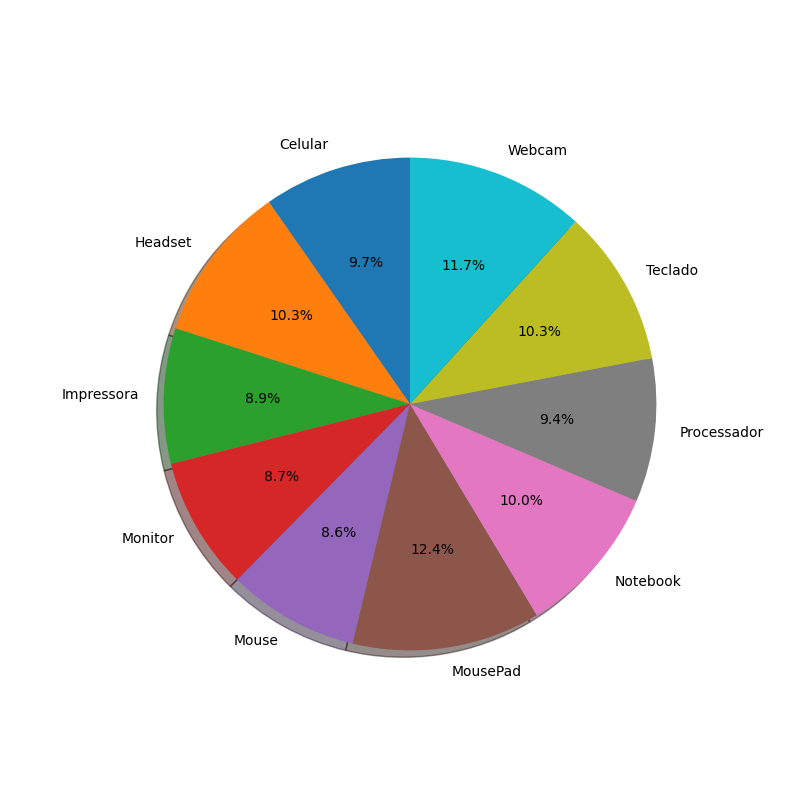 Celular
Webcam
Headset
Teclado
9.7%
11.7%
10.3%
10.3%
Impressora
8.9%
9.4%
Processador
8.7%
10.0%
Monitor
8.6%
12.4%
Notebook
Mouse
MousePad